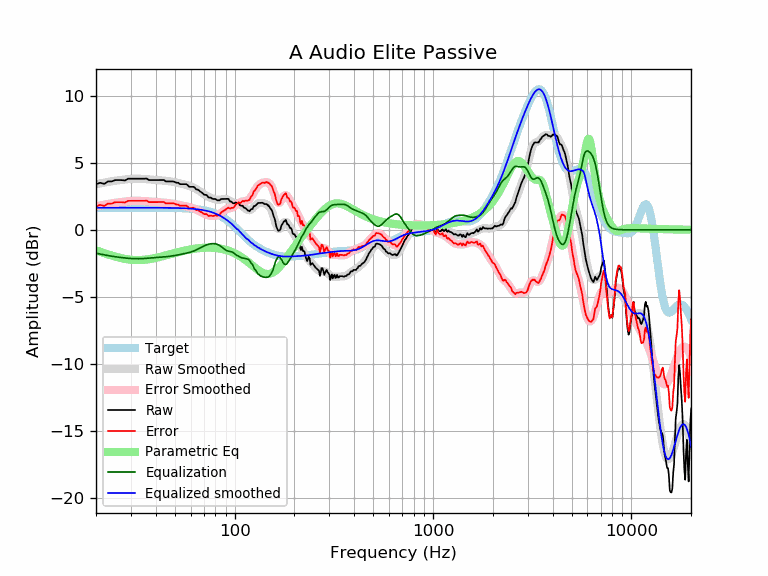 A Audio Elite Passive
Amplitude (dBr)
10
5
0
−5
−10
−15
−20
Target
Raw Smoothed
Error Smoothed
Raw
Error
Parametric Eq
Equalization
Equalized smoothed
100
1000
10000
Frequency (Hz)